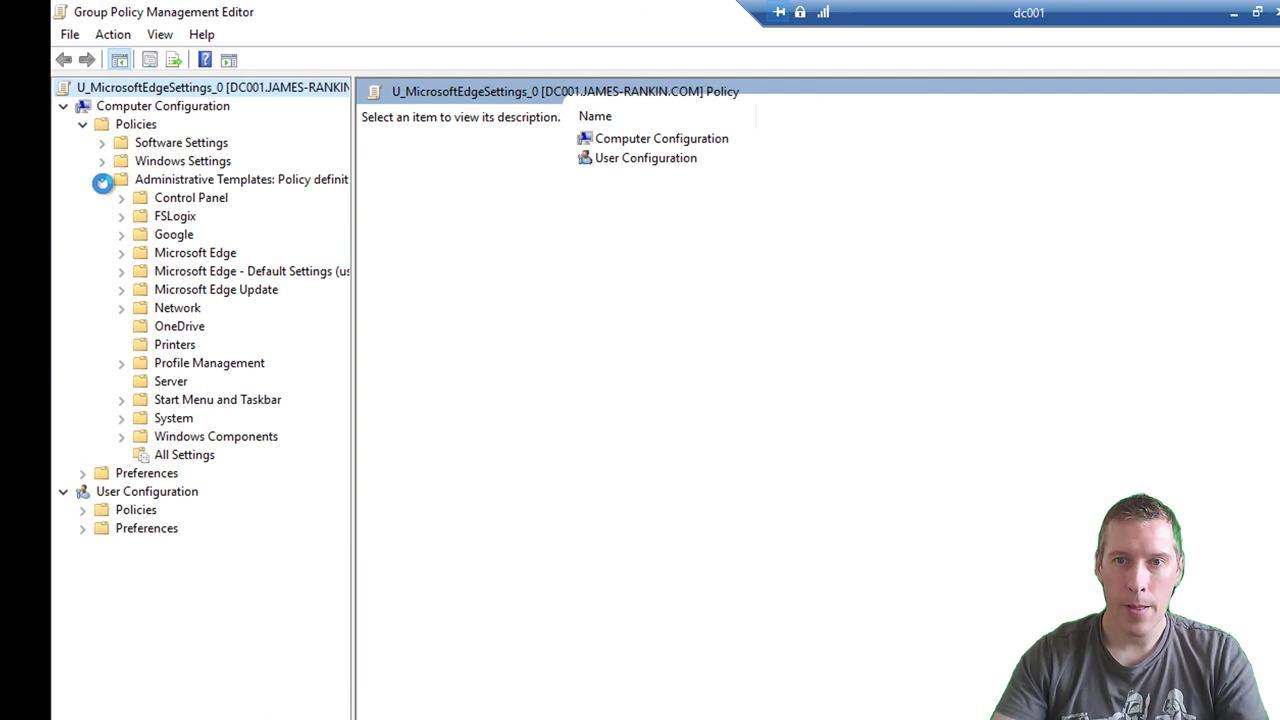 Group Policy Management Editor
dc001
File Action View Help
U_MicrosoftEdgeSettings_0 [DC001.JAMES-RANKIN
Computer Configuration
Policies
Software Settings
Windows Settings
Administrative Templates: Policy definit
Control Panel
FSLogix
Google
Microsoft Edge
Microsoft Edge - Default Settings (us
Microsoft Edge Update
Network
OneDrive
Printers
Profile Management
Server
Start Menu and Taskbar
System
Windows Components
All Settings
Preferences
User Configuration
Policies
Preferences
U_MicrosoftEdgeSettings_0 [DC001.JAMES-RANKIN.COM] Policy
Select an item to view its description.
Name
Computer Configuration
User Configuration